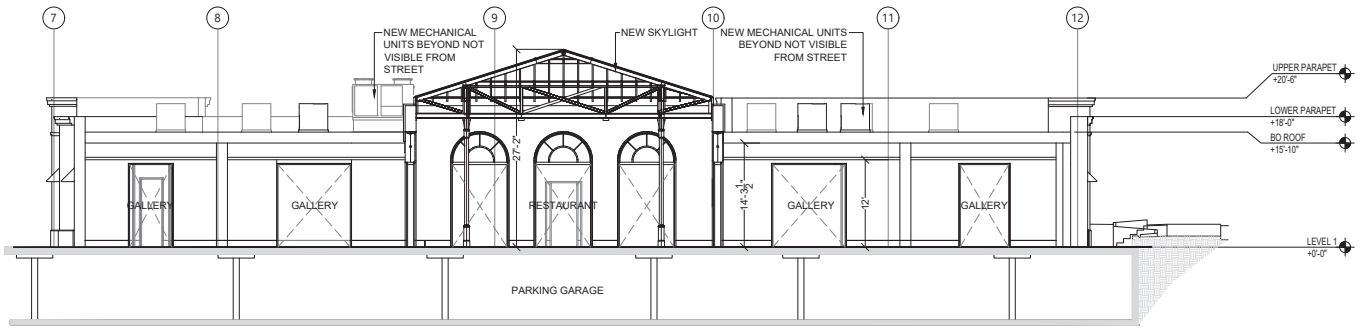 7
8
9
10
11
12
NEW MECHANICAL
UNITS BEYOND NOT
VISIBLE FROM
STREET
NEW SKYLIGHT
NEW MECHANICAL UNITS
BEYOND NOT VISIBLE
FROM STREET
UPPER PARAPET
+20'-6"
LOWER PARAPET
+18'-0"
BO ROOF
+15'-10"
27'-2"
14'-3 1/2"
12'
GALLERY
GALLERY
RESTAURANT
GALLERY
GALLERY
LEVEL 1
+0'-0"
PARKING GARAGE